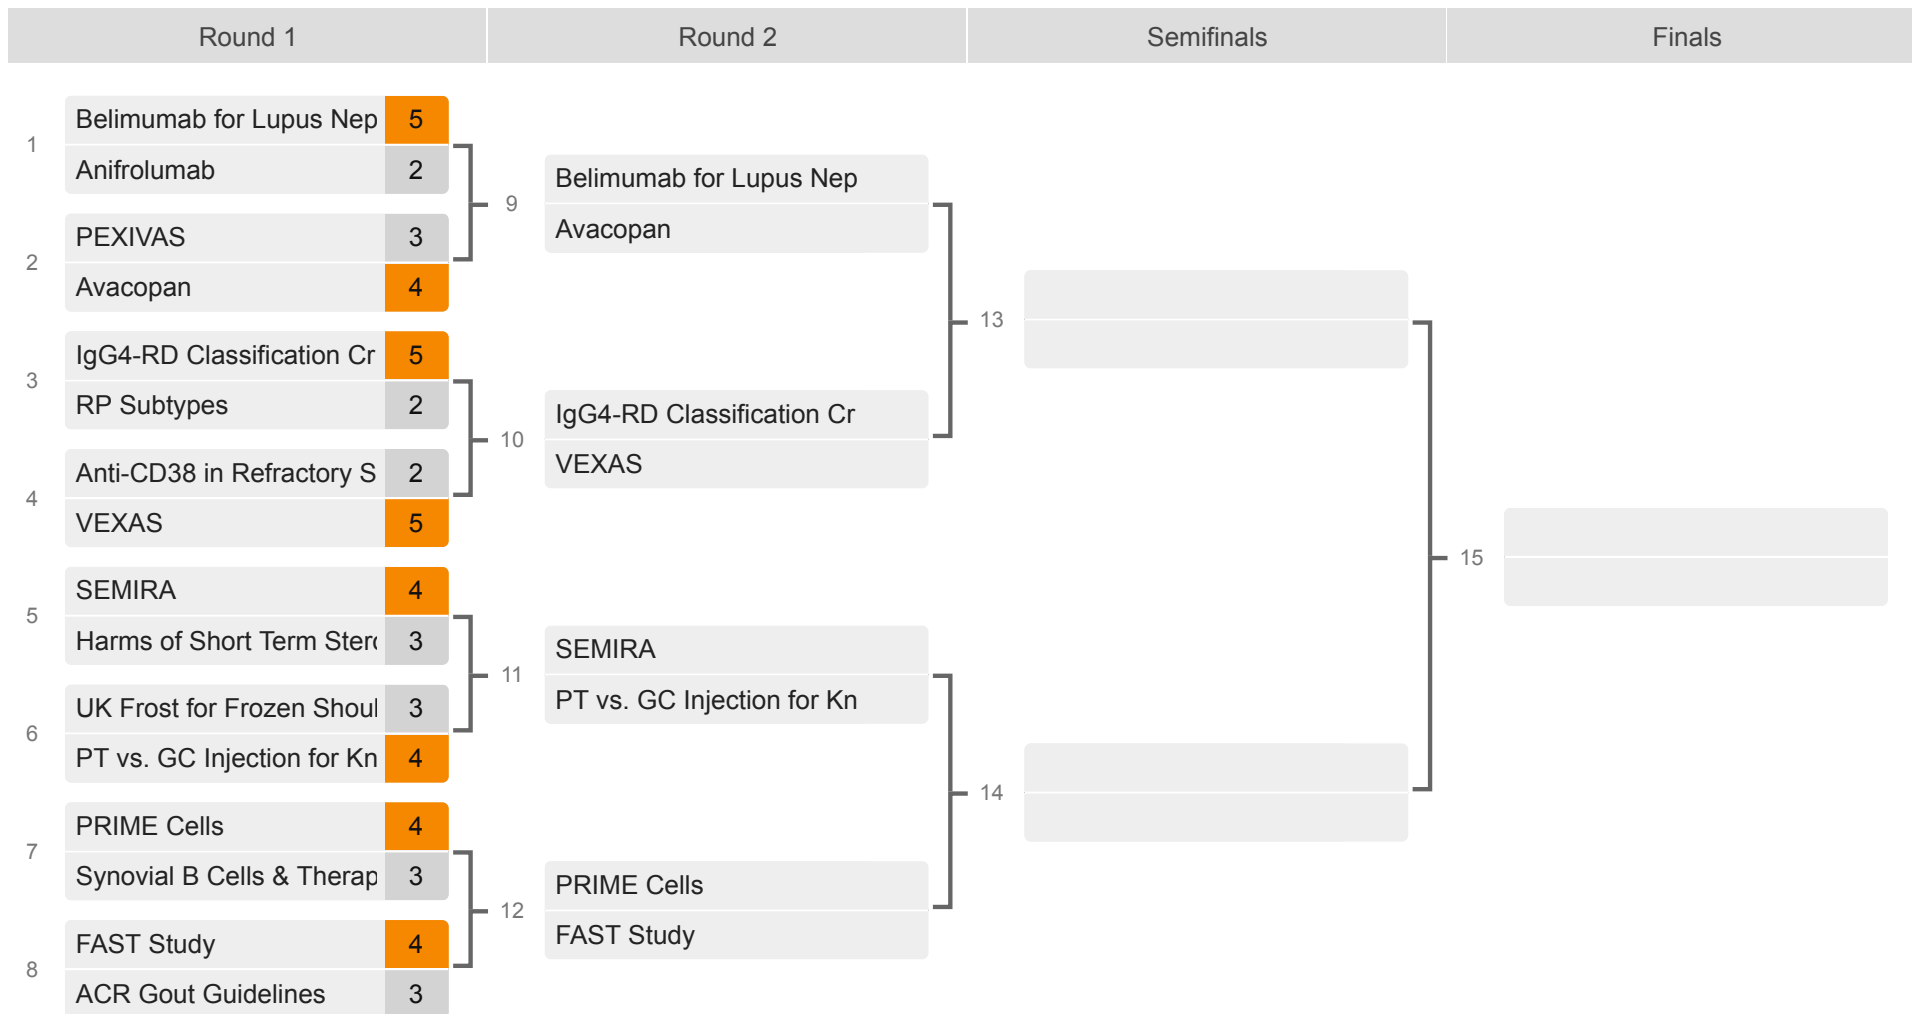 Round 1
Round 2
Semifinals
Finals
1
Belimumab for Lupus Nep 5
Anifrolumab 2
2
PEXIVAS 3
Avacopan 4
3
IgG4-RD Classification Cr 5
RP Subtypes 2
4
Anti-CD38 in Refractory S 2
VEXAS 5
5
SEMIRA 4
Harms of Short Term Stero 3
6
UK Frost for Frozen Shoul 3
PT vs. GC Injection for Kn 4
7
PRIME Cells 4
Synovial B Cells & Therap 3
8
FAST Study 4
ACR Gout Guidelines 3
9
Belimumab for Lupus Nep
Avacopan
10
IgG4-RD Classification Cr
VEXAS
11
SEMIRA
PT vs. GC Injection for Kn
12
PRIME Cells
FAST Study
13
14
15